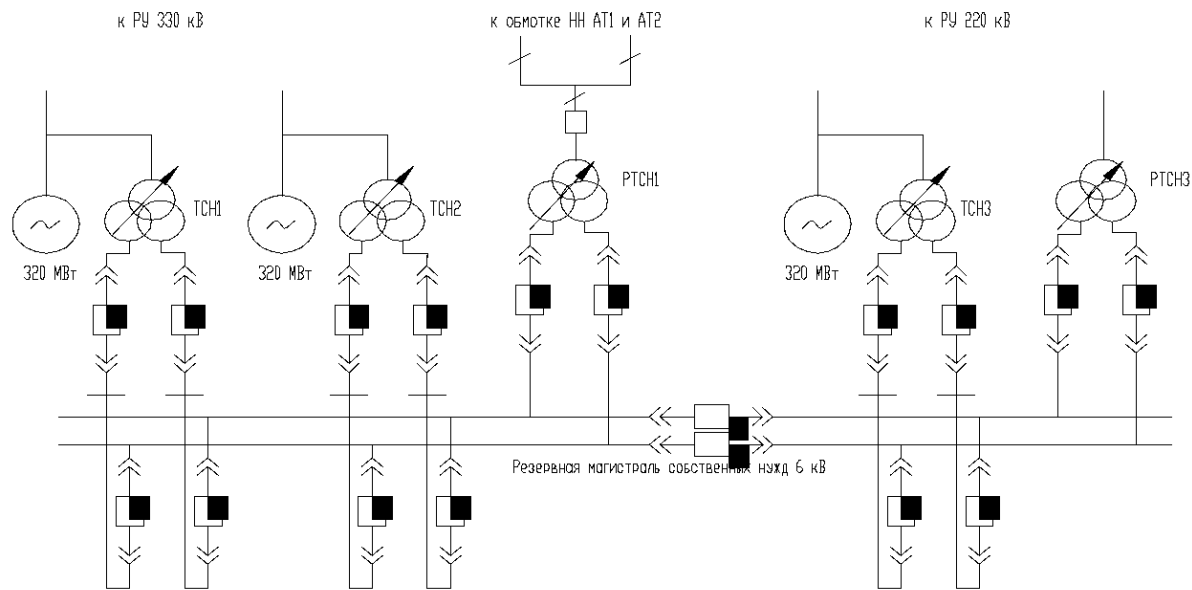 к РУ 330 кВ
к обмотке НН АТ1 и АТ2
к РУ 220 кВ
РТСН1
РТСН3
ТСН1
ТСН2
ТСН3
320 МВт
320 МВт
320 МВт
Резервная магистраль собственных нужд 6 кВ